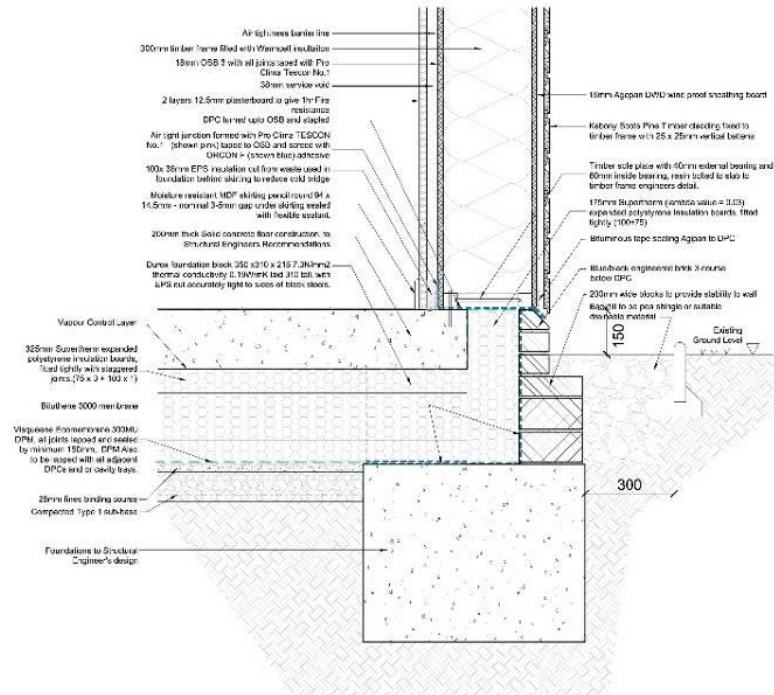 Air tightness barrier line
300mm timber frame filled with Warmcell insultaiton
18mm OSB 3 with all joints taped with Pro
Clima Tescon No.1
38mm service void
2 layers 12.5mm plasterboard to give 1hr Fire
resistance
DPC turned upto OSB and stapled
Air tight junction formed with Pro Clima TESCON
No.1 (shown pink) taped to OSB and screed with
ORCON F (shown blue) adhesive
100x 38mm EPS insulation cut from waste used in
foundation behind skirting to reduce cold bridge
Moisture resistant MDF skirting pencil round 94 x
14.5mm - nominal 3-5mm gap under skirting sealed
with flexible sealant.
200mm thick Solid concrete floor construction, to
Structural Engineers Recommendations
Durox foundation block 350 x310 x 215 7.3N/mm2
thermal conductivity 0.19W/mK laid 310 tall, with
EPS cut accurately tight to sides of block stools.
Vapour Control Layer
325mm Supertherm expanded
polystyrene insulation boards,
fitted tightly with staggered
joints.(75 x 3 + 100 x 1)
Bituthene 3000 membrane
Visqueene Ecomembrane 300MU
DPM, all joints lapped and sealed
by minimum 150mm, DPM Also
to be lapped with all adjacent
DPCs and or cavity trays.
25mm fines binding course
Compacted Type 1 sub-base
Foundations to Structural
Engineer's design
16mm Agepan DWD wind proof sheathing board
Kebony Scots Pine Timber cladding fixed to
timber frame with 25 x 25mm vertical battens
Timber sole plate with 40mm external bearing and
60mm inside bearing, resin bolted to slab to
timber frame engineers detail.
175mm Supertherm (lambda value = 0.03)
expanded polystyrene insulation boards, fitted
tightly (100+75)
Bituminous tape sealing Agipan to DPC
Blue/black engineered brick 3 course
below DPC
200mm wide blocks to provide stability to wall
Backfill to be pea shingle or suitable
drainable material
150
Existing
Ground Level
300